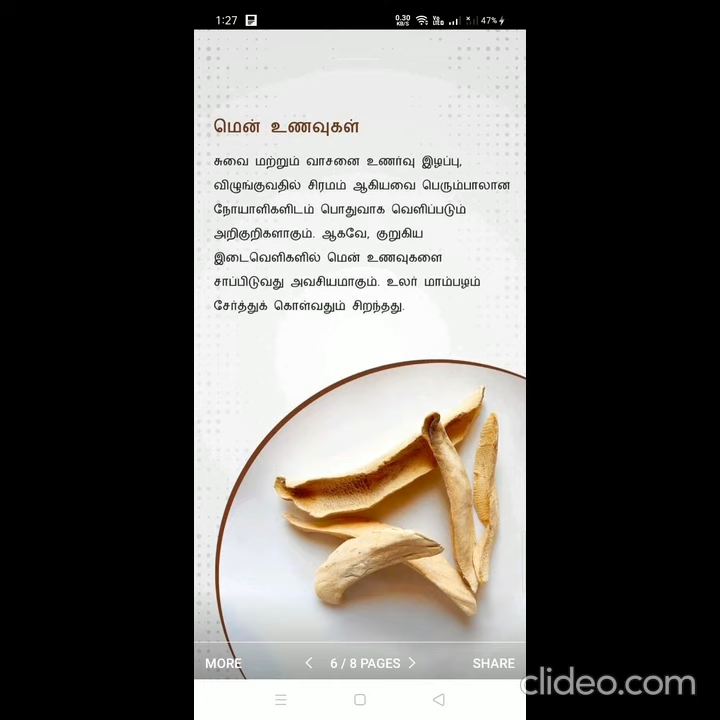 1:27
0.30 KB/S
Vo LTE
47%
மென் உணவுகள்
சுவை மற்றும் வாசனை உணர்வு இழப்பு,
விழுங்குவதில் சிரமம் ஆகியவை பெரும்பாலான
நோயாளிகளிடம் பொதுவாக வெளிப்படும்
அறிகுறிகளாகும். ஆகவே, குறுகிய
இடைவெளிகளில் மென் உணவுகளை
சாப்பிடுவது அவசியமாகும். உலர் மாம்பழம்
சேர்த்துக் கொள்வதும் சிறந்தது.
MORE
6 / 8 PAGES
SHARE
clideo.com